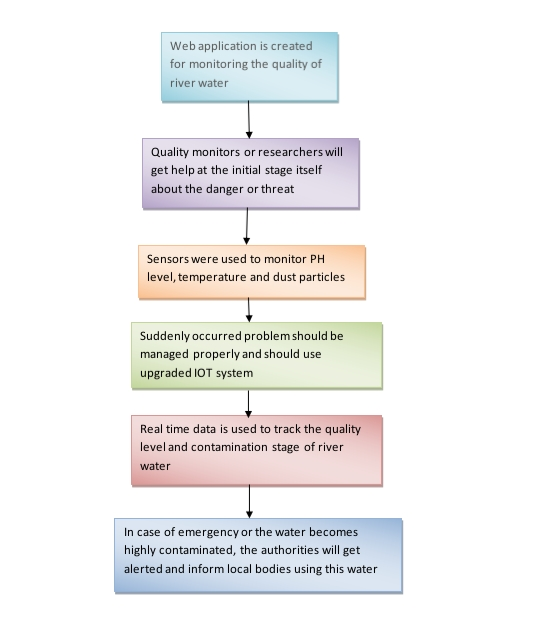 Web application is created
for monitoring the quality of
river water
Quality monitors or researchers will
get help at the initial stage itself
about the danger or threat
Sensors were used to monitor PH
level, temperature and dust particles
Suddenly occurred problem should be
managed properly and should use
upgraded IOT system
Real time data is used to track the quality
level and contamination stage of river
water
In case of emergency or the water becomes
highly contaminated, the authorities will get
alerted and inform local bodies using this water